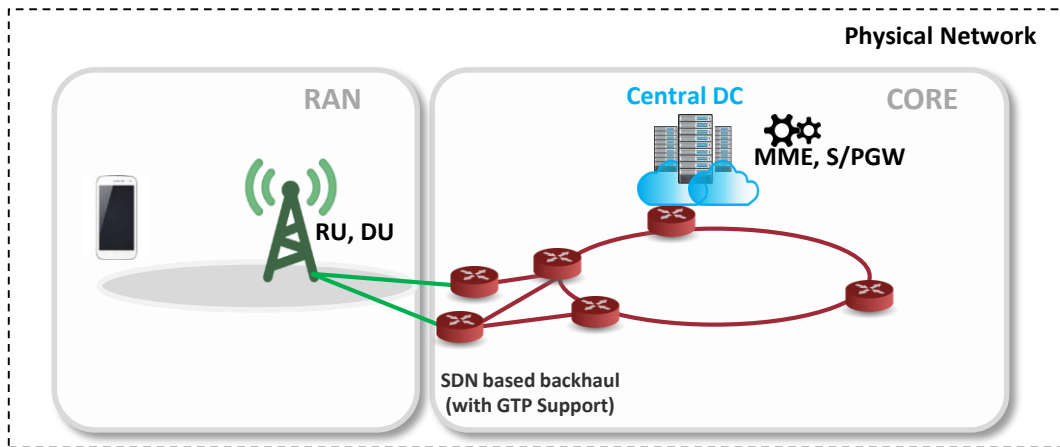 Physical Network
RAN
CORE
Central DC
MME, S/PGW
RU, DU
SDN based backhaul
(with GTP Support)